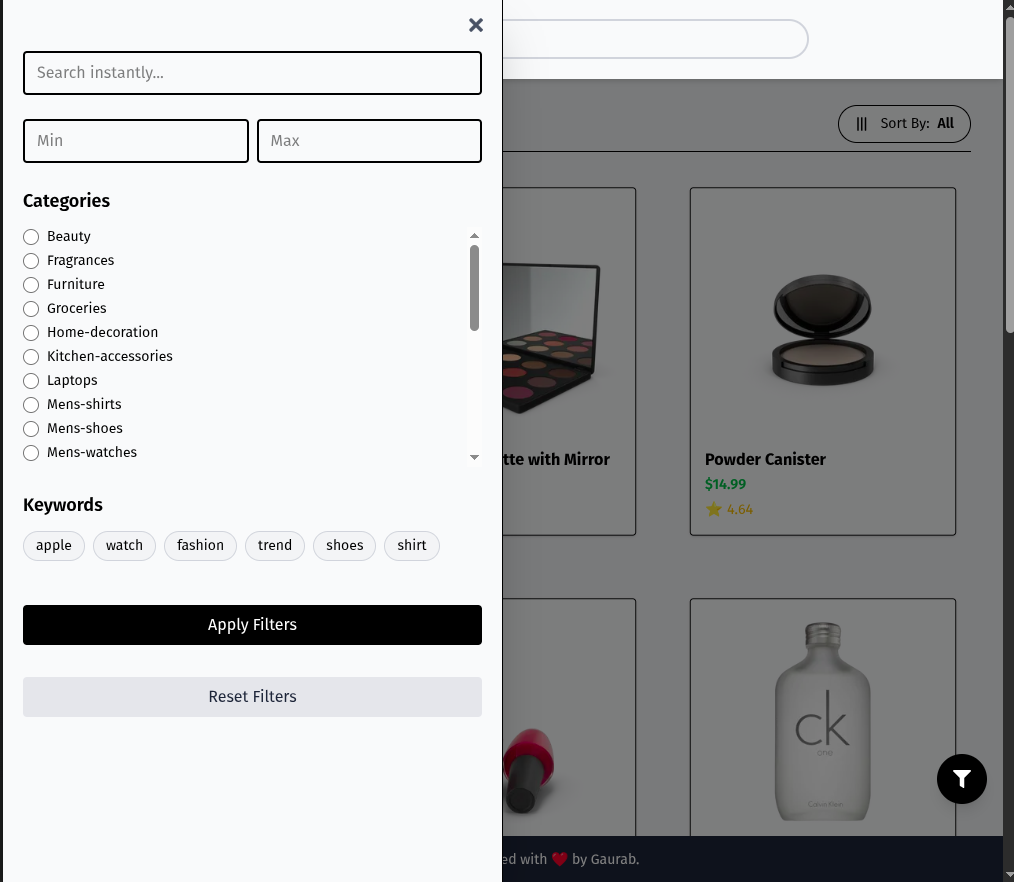 Search instantly...
Min
Max
Categories
Beauty
Fragrances
Furniture
Groceries
Home-decoration
Kitchen-accessories
Laptops
Mens-shirts
Mens-shoes
Mens-watches
Keywords
apple
watch
fashion
trend
shoes
shirt
Apply Filters
Reset Filters
Sort By: All
with Mirror
Powder Canister
$14.99
4.64
ck
one
Calvin Klein
with ❤️ by Gaurab.